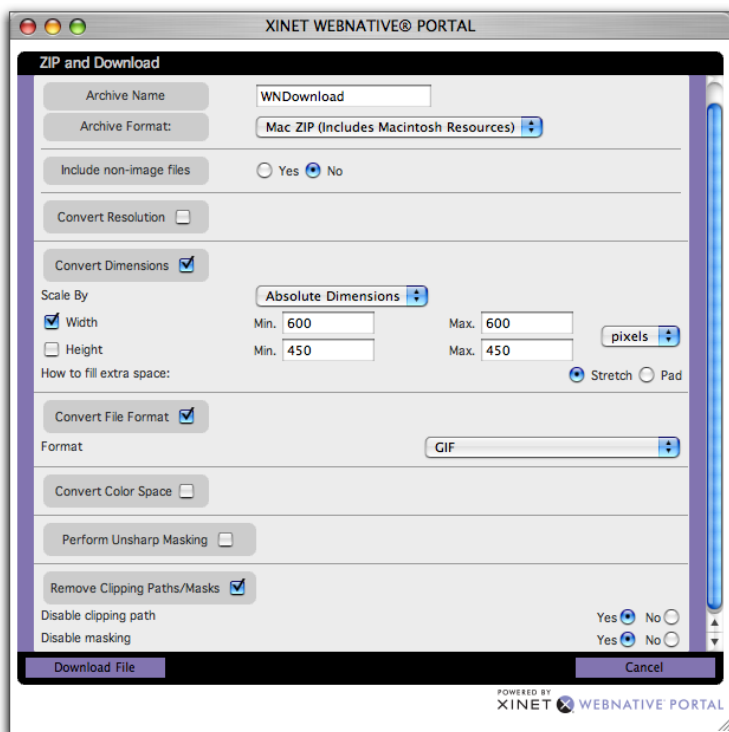 XINET WEBNATIVE® PORTAL
ZIP and Download
Archive Name WNDownload
Archive Format: Mac ZIP (Includes Macintosh Resources)
Include non-image files Yes No
Convert Resolution
Convert Dimensions
Scale By Absolute Dimensions
Width Min. 600 Max. 600 pixels
Height Min. 450 Max. 450
How to fill extra space: Stretch Pad
Convert File Format
Format GIF
Convert Color Space
Perform Unsharp Masking
Remove Clipping Paths/Masks
Disable clipping path Yes No
Disable masking Yes No
Download File Cancel
POWERED BY
XINET WEBNATIVE PORTAL